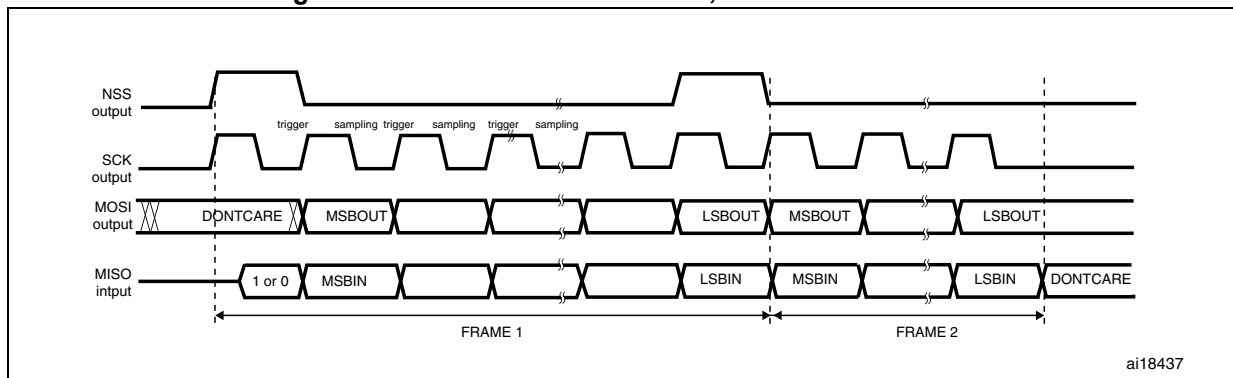 NSS
output
trigger sampling trigger sampling trigger sampling
SCK
output
MOSI
output
DONTCARE MSBOUT LSBOUT MSBOUT LSBOUT
MISO
intput
1 or 0 MSBIN LSBIN MSBIN LSBIN DONTCARE
FRAME 1 FRAME 2
ai18437